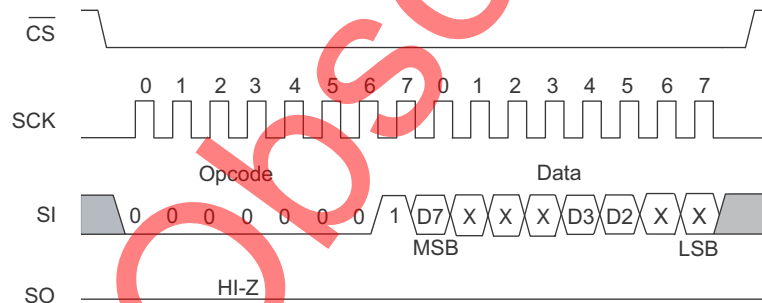 CS
0 1 2 3 4 5 6 7 0 1 2 3 4 5 6 7
SCK
Opcode Data
SI 0 0 0 0 0 0 0 1 D7 X X X D3 D2 X X
MSB LSB
HI-Z
SO
Obso